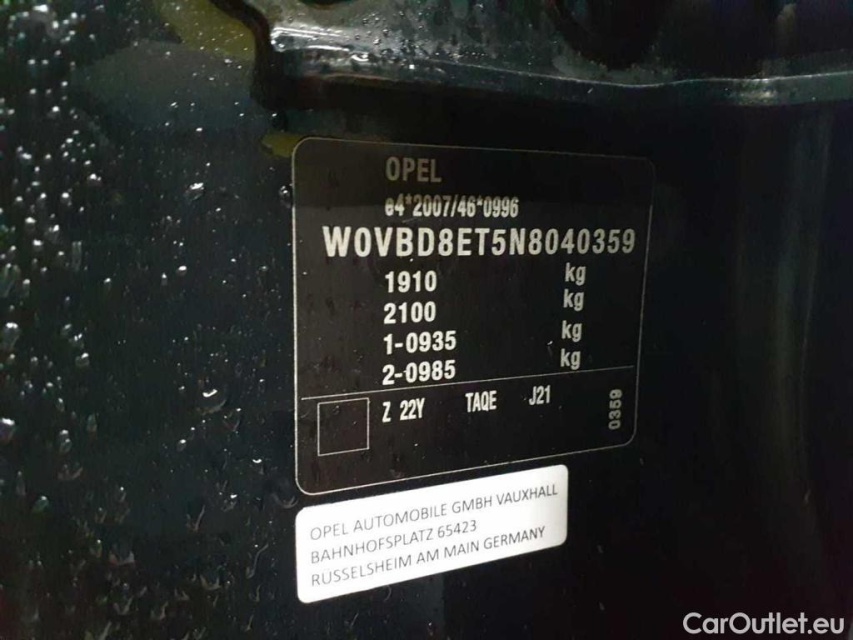 OPEL
e4*2007/46*0996
W0VBD8ET5N8040359
1910 kg
2100 kg
1-0935 kg
2-0985 kg
Z 22Y TAQE J21
0359
OPEL AUTOMOBILE GMBH VAUXHALL
BAHNHOFSPLATZ 65423
RÜSSELSHEIM AM MAIN GERMANY
CarOutlet.eu